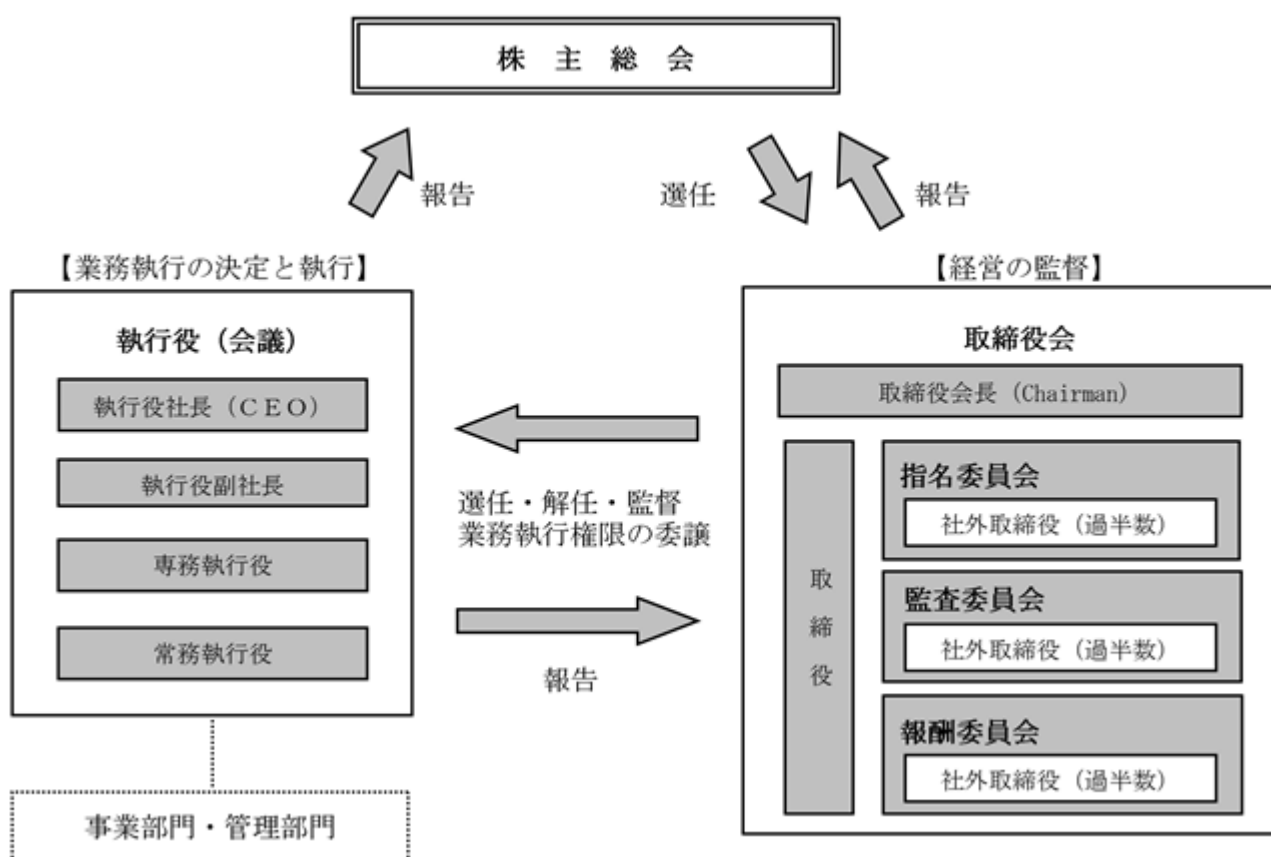 株 主 総 会
報告
選任
報告
【業務執行の決定と執行】
執行役（会議）
執行役社長（ＣＥＯ）
執行役副社長
専務執行役
常務執行役
事業部門・管理部門
選任・解任・監督
業務執行権限の委譲
報告
【経営の監督】
取締役会
取締役会長（Chairman）
取締役
指名委員会
社外取締役（過半数）
監査委員会
社外取締役（過半数）
報酬委員会
社外取締役（過半数）